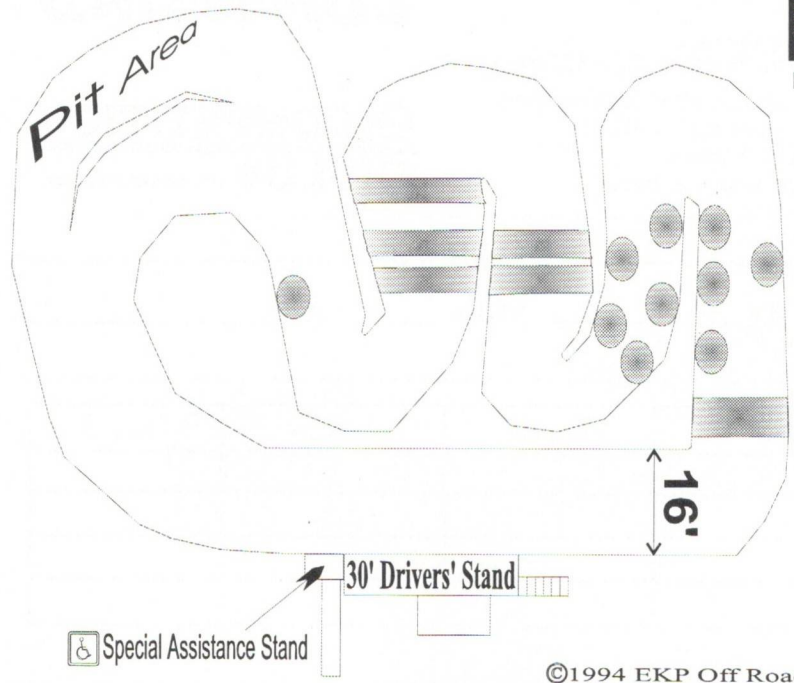 Pit Area
16'
30' Drivers' Stand
Special Assistance Stand
©1994 EKP Off Roa